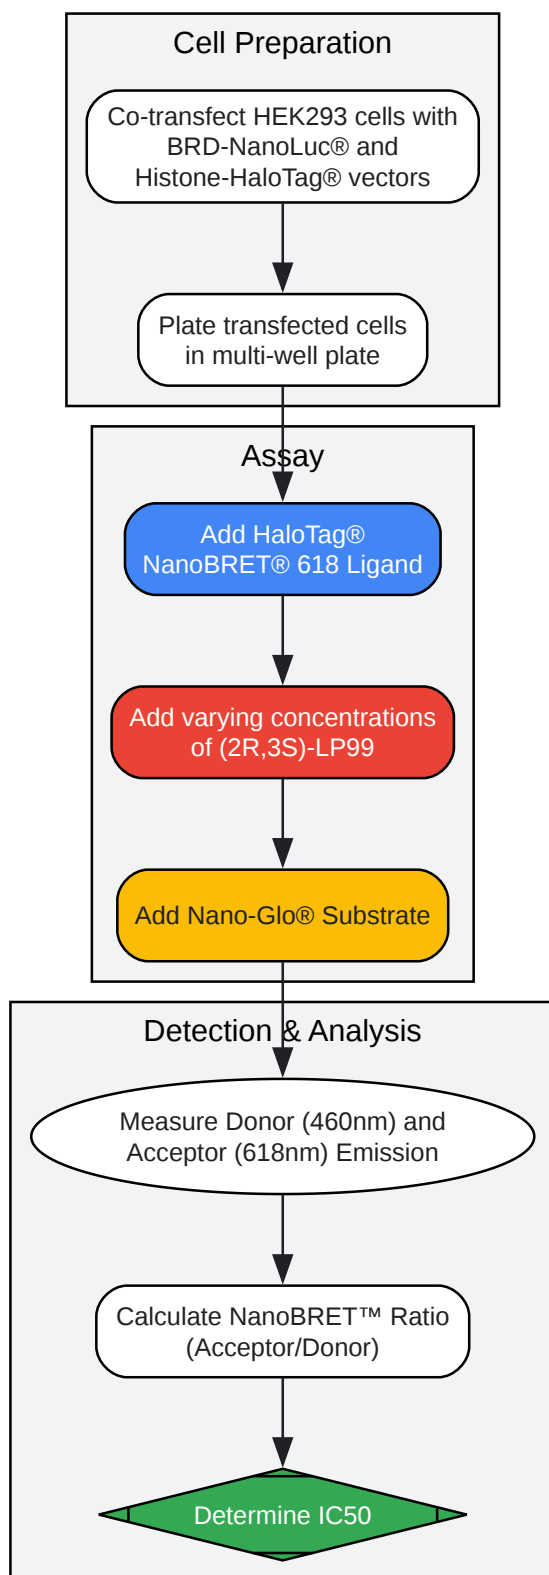 Cell Preparation
Co-transfect HEK293 cells with
BRD-NanoLuc® and
Histone-HaloTag® vectors
Plate transfected cells
in multi-well plate
Assay
Add HaloTag®
NanoBRET® 618 Ligand
Add varying concentrations
of (2R,3S)-LP99
Add Nano-Glo® Substrate
Detection & Analysis
Measure Donor (460nm) and
Acceptor (618nm) Emission
Calculate NanoBRET™ Ratio
(Acceptor/Donor)
Determine IC50